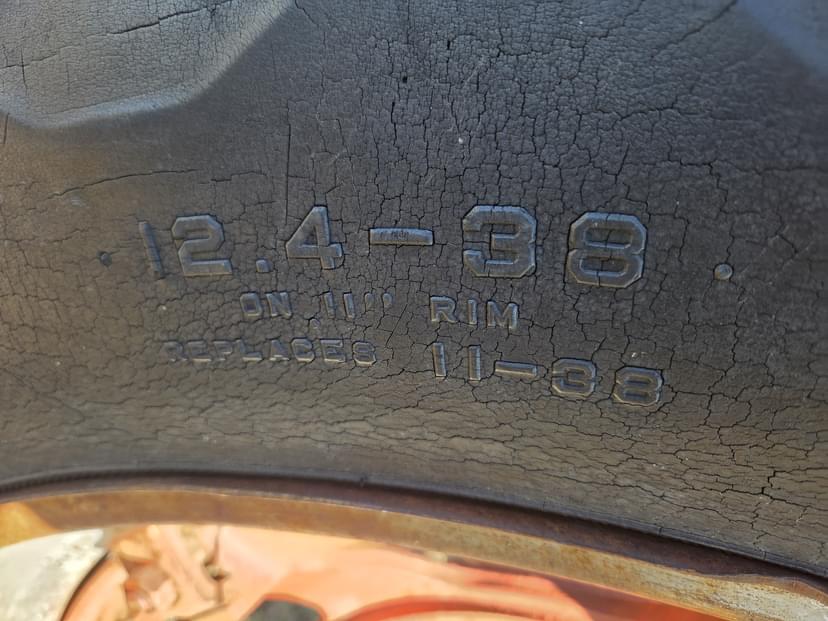 12.4-38
ON 11" RIM
REPLACES 11-38